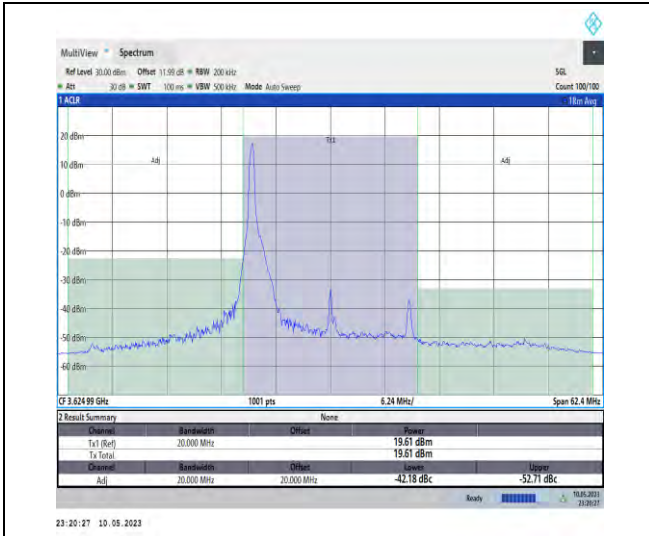 MultiView Spectrum
Ref Level 30.00 dBm Offset 11.99 dB RBW 200 kHz SGL
Att 30 dB SWT 100 ms VBW 500 kHz Mode Auto Sweep Count 100/100
1 ACLR 1Rm Avg
20 dBm
Tx1
10 dBm
Adj Adj
0 dBm
-10 dBm
-20 dBm
-30 dBm
-40 dBm
-50 dBm
-60 dBm
CF 3.624 99 GHz 1001 pts 6.24 MHz/ Span 62.4 MHz
2 Result Summary None
Channel Bandwidth Offset Power
Tx1 (Ref) 20.000 MHz 19.61 dBm
Tx Total 19.61 dBm
Channel Bandwidth Offset Lower Upper
Adj 20.000 MHz 20.000 MHz -42.18 dBc -52.71 dBc
Ready 10.05.2023
23:20:27
23:20:27 10.05.2023